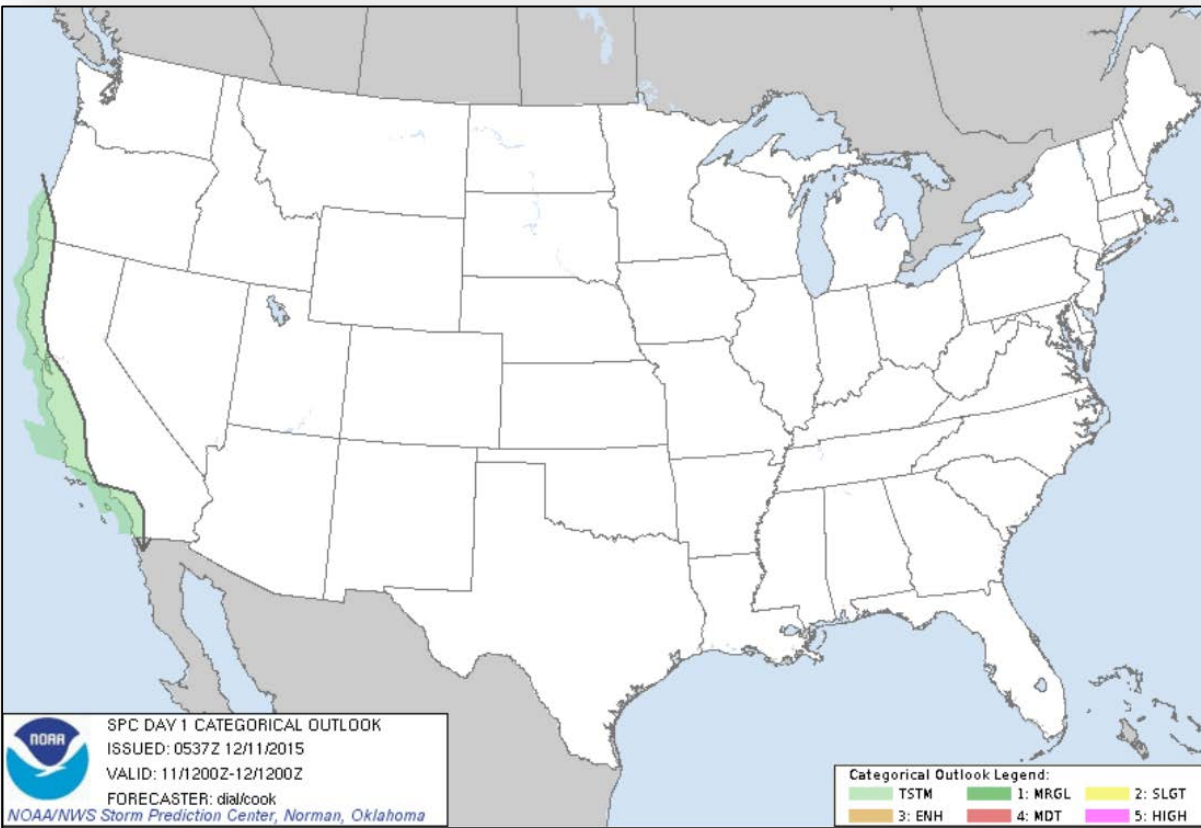 NOAA
SPC DAY 1 CATEGORICAL OUTLOOK
ISSUED: 0537Z 12/11/2015
VALID: 11/1200Z-12/1200Z
FORECASTER: dial/cook
NOAA/NWS Storm Prediction Center, Norman, Oklahoma
Categorical Outlook Legend:
TSTM 1: MRGL 2: SLGT
3: ENH 4: MDT 5: HIGH